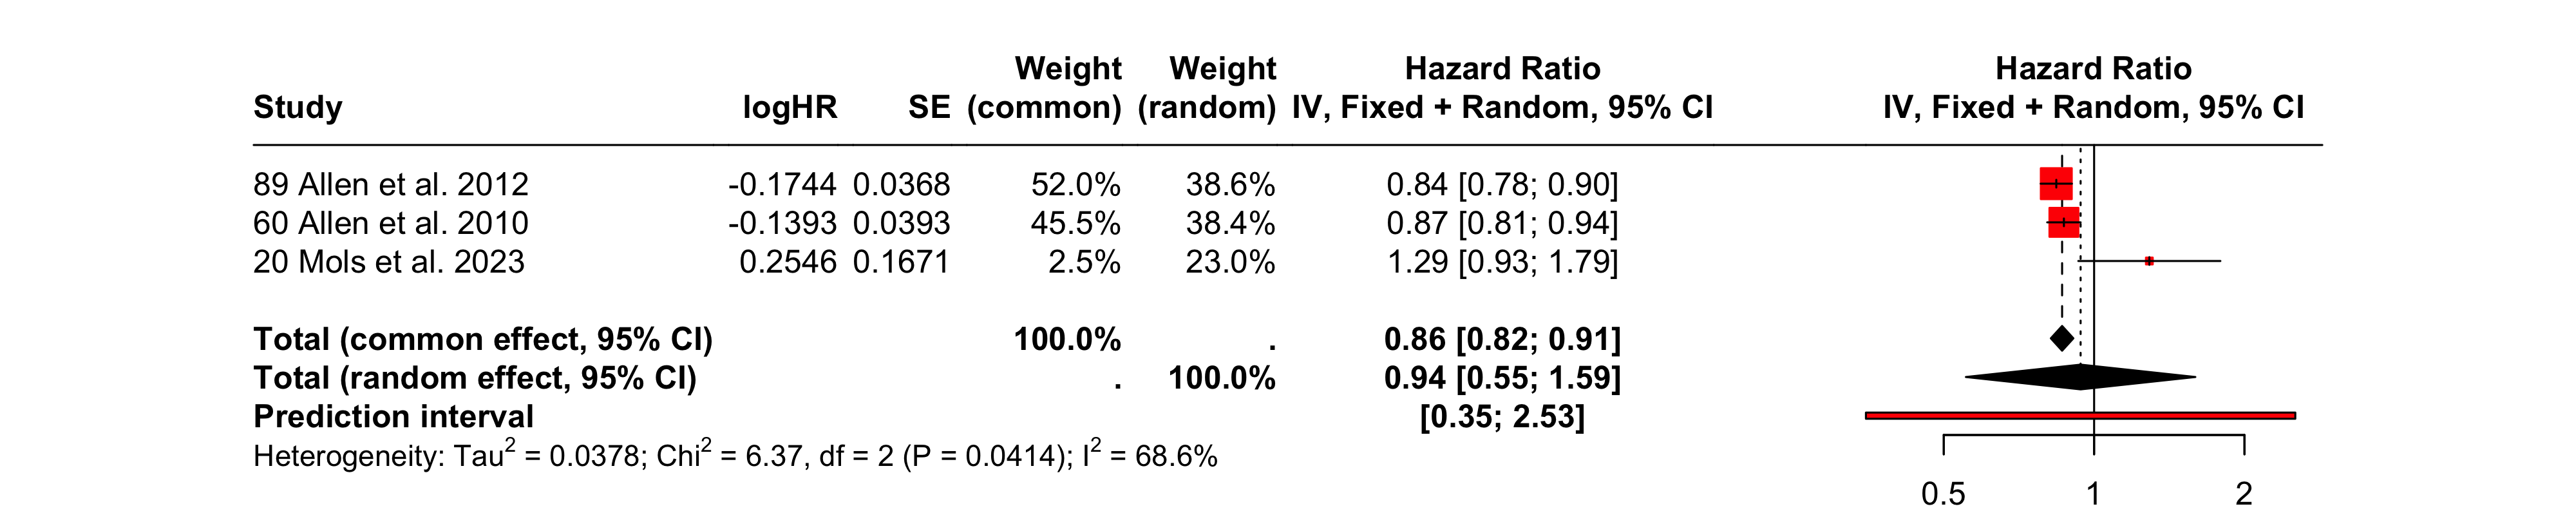 Weight Weight Hazard Ratio Hazard Ratio
Study logHR SE (common) (random) IV, Fixed + Random, 95% CI IV, Fixed + Random, 95% CI
89 Allen et al. 2012 -0.1744 0.0368 52.0% 38.6% 0.84 [0.78; 0.90]
60 Allen et al. 2010 -0.1393 0.0393 45.5% 38.4% 0.87 [0.81; 0.94]
20 Mols et al. 2023 0.2546 0.1671 2.5% 23.0% 1.29 [0.93; 1.79]
Total (common effect, 95% CI) 100.0% . 0.86 [0.82; 0.91]
Total (random effect, 95% CI) . 100.0% 0.94 [0.55; 1.59]
Prediction interval [0.35; 2.53]
Heterogeneity: Tau² = 0.0378; Chi² = 6.37, df = 2 (P = 0.0414); I² = 68.6%
0.5 1 2